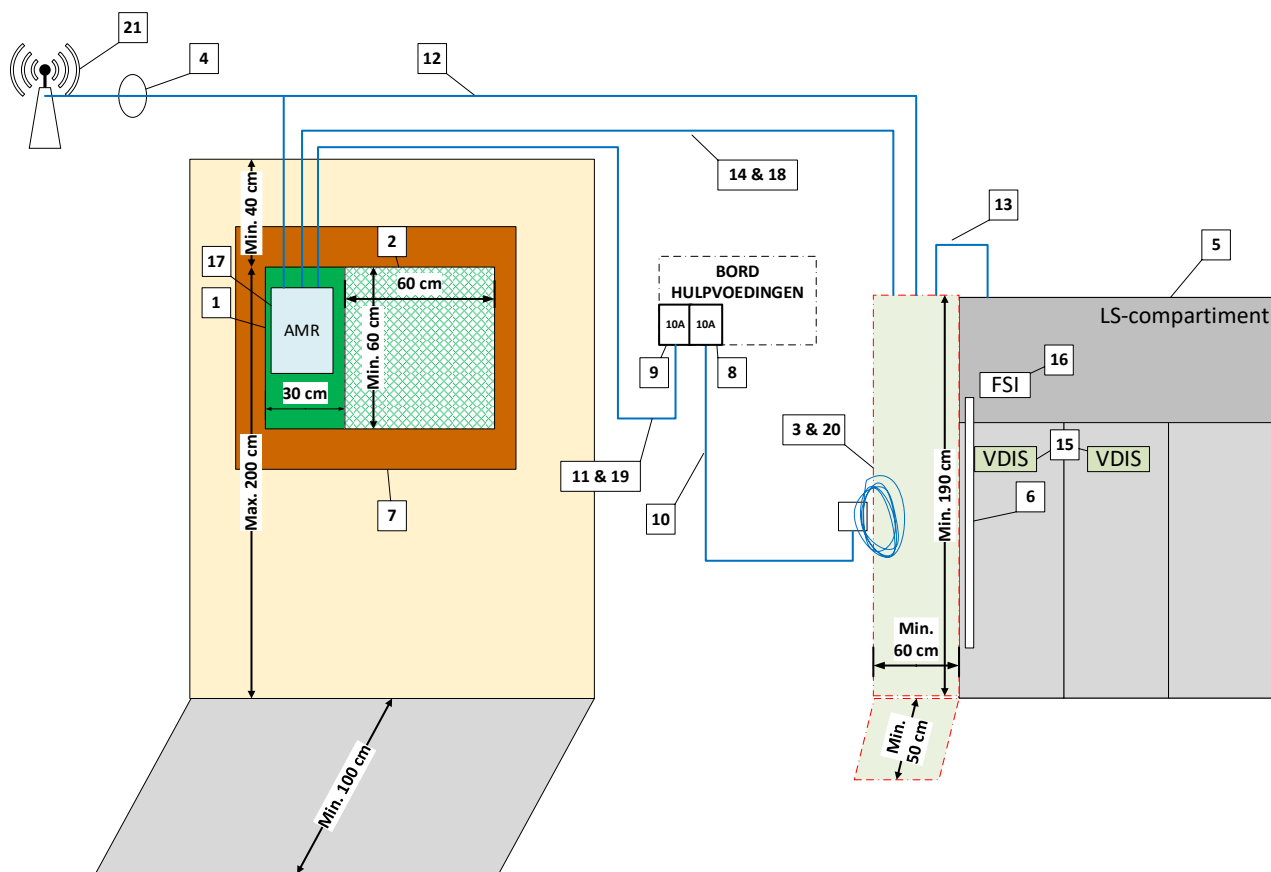 21
4
12
14 & 18
13
5
Min. 40 cm
2
17
1
60 cm
AMR
Min. 60 cm
30 cm
Max. 200 cm
7
BORD
HULPVOEDINGEN
10A
10A
9
8
11 & 19
10
3 & 20
LS-compartiment
16
FSI
15
VDIS
VDIS
6
Min. 190 cm
Min.
60 cm
Min.
50 cm
Min. 100 cm